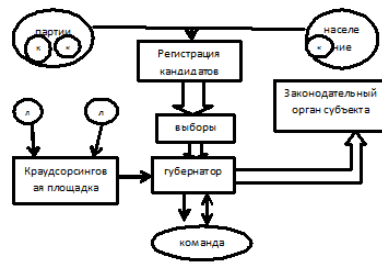 партии
к к
населе
к ние
Регистрация
кандидатов
Законодательный
орган субъекта
л л
выборы
Краудсорсингов
ая площадка
губернатор
команда